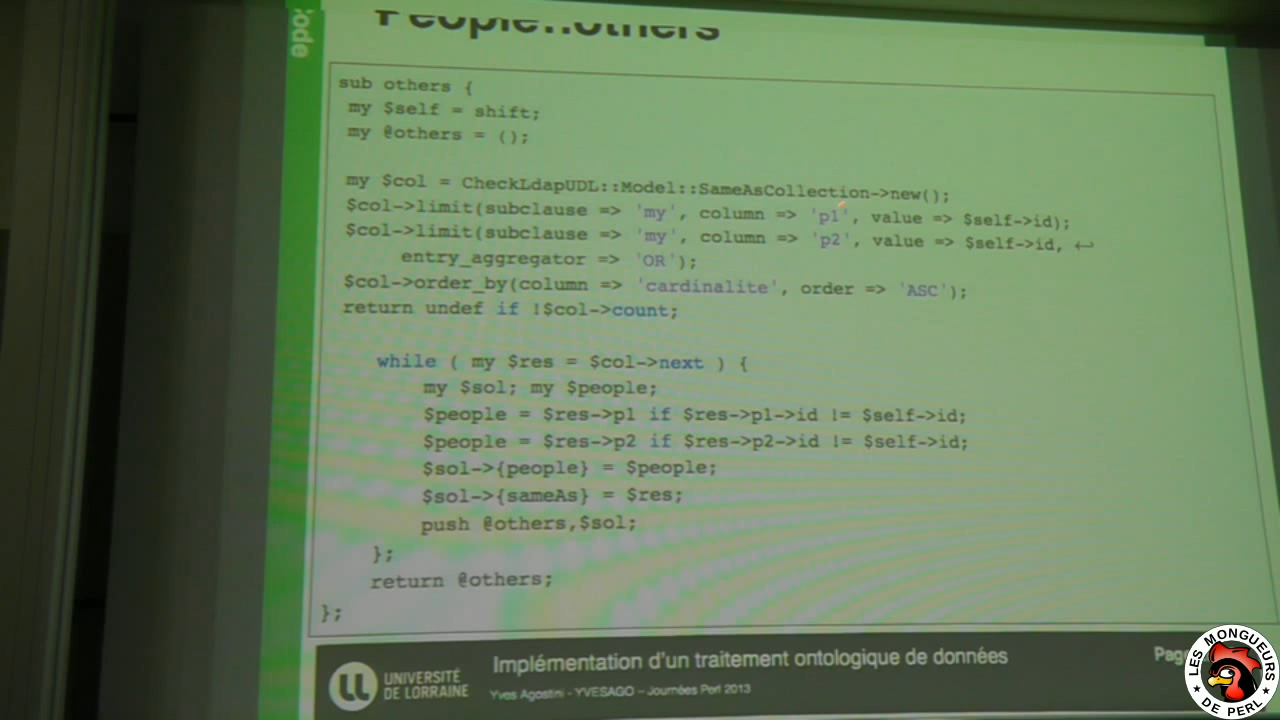 People::others
sub others {
my $self = shift;
my @others = ();
my $col = CheckLdapUDL::Model::SameAsCollection->new();
$col->limit(subclause => 'my', column => 'p1', value => $self->id);
$col->limit(subclause => 'my', column => 'p2', value => $self->id, ↩
entry_aggregator => 'OR');
$col->order_by(column => 'cardinalite', order => 'ASC');
return undef if !$col->count;
while ( my $res = $col->next ) {
my $sol; my $people;
$people = $res->p1 if $res->p1->id != $self->id;
$people = $res->p2 if $res->p2->id != $self->id;
$sol->{people} = $people;
$sol->{sameAs} = $res;
push @others,$sol;
};
return @others;
};
UNIVERSITÉ
DE LORRAINE
Implémentation d'un traitement ontologique de données
Yves Agostini - YVESAGO – Journées Perl 2013
LES MONGUEURS
DE PERL